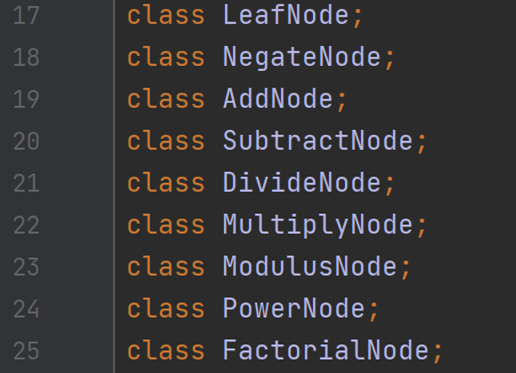 17 class LeafNode;
18 class NegateNode;
19 class AddNode;
20 class SubtractNode;
21 class DivideNode;
22 class MultiplyNode;
23 class ModulusNode;
24 class PowerNode;
25 class FactorialNode;